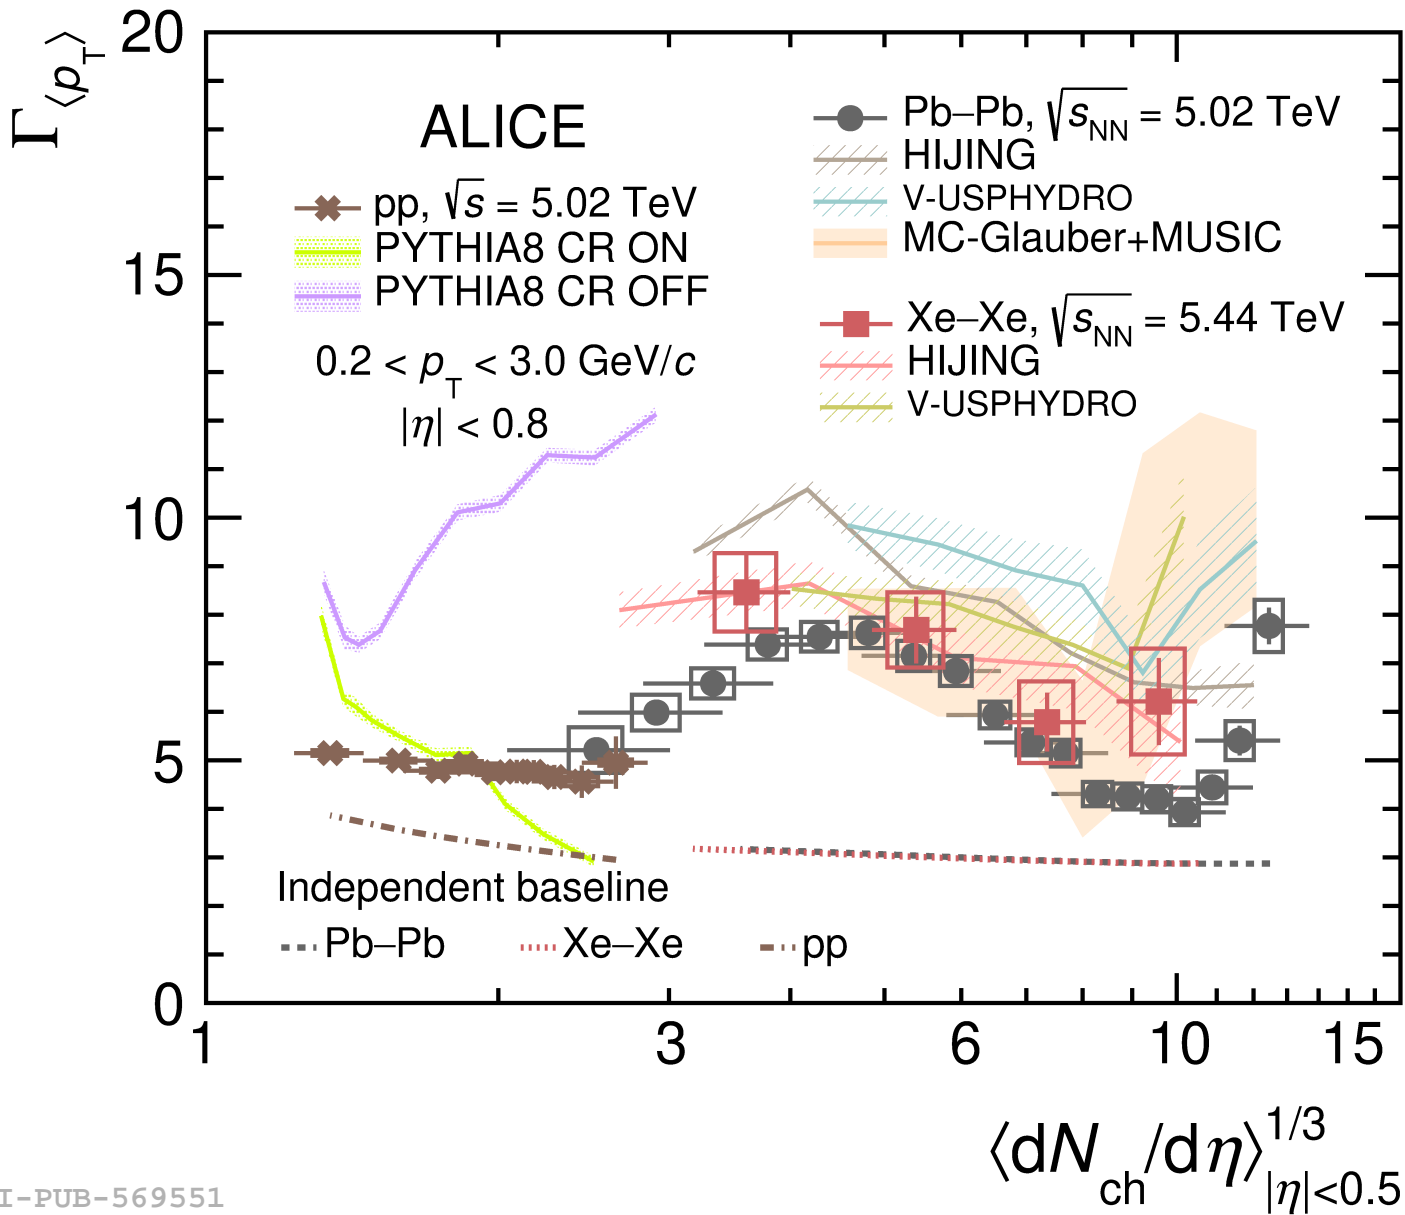 Γ⟨pT⟩
20
15
10
5
0
ALICE
pp, √s = 5.02 TeV
PYTHIA8 CR ON
PYTHIA8 CR OFF
0.2 < pT < 3.0 GeV/c
|η| < 0.8
Pb–Pb, √sNN = 5.02 TeV
HIJING
V-USPHYDRO
MC-Glauber+MUSIC
Xe–Xe, √sNN = 5.44 TeV
HIJING
V-USPHYDRO
Independent baseline
Pb–Pb Xe–Xe pp
1 3 6 10 15
⟨dNch/dη⟩1/3|η|<0.5
I-PUB-569551